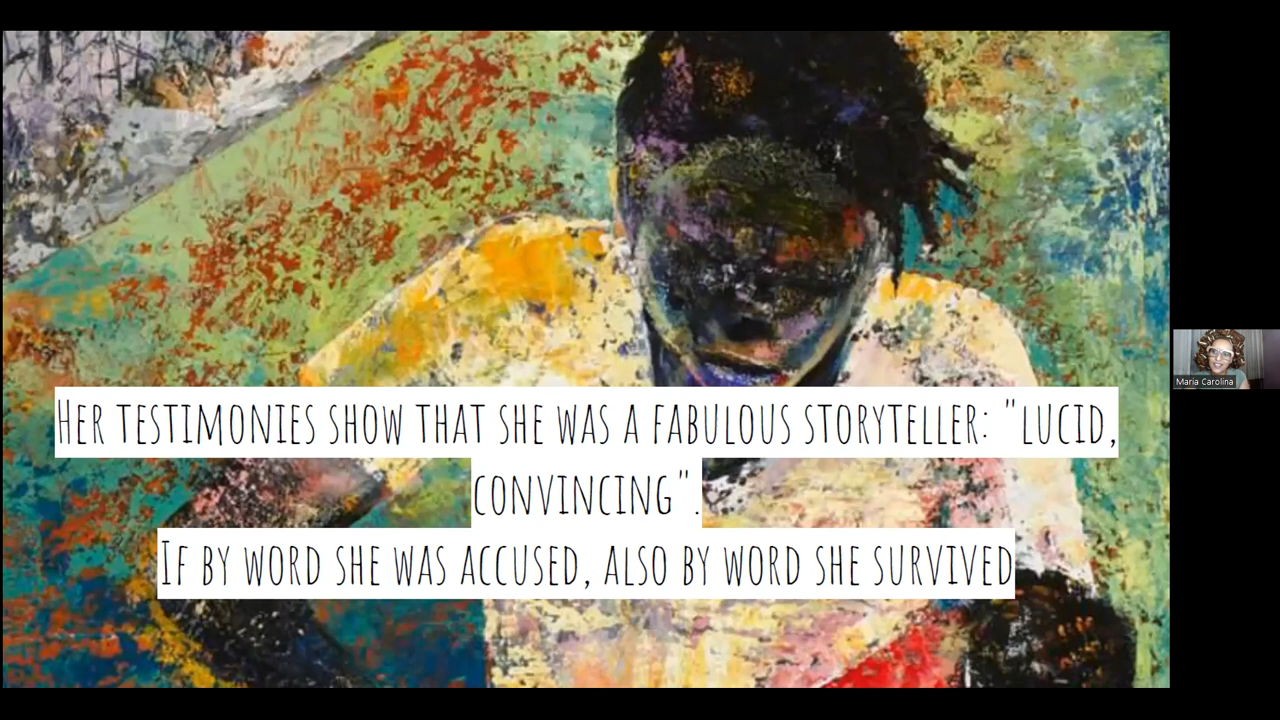 HER TESTIMONIES SHOW THAT SHE WAS A FABULOUS STORYTELLER: "LUCID,
CONVINCING".
IF BY WORD SHE WAS ACCUSED, ALSO BY WORD SHE SURVIVED
Maria Carolina